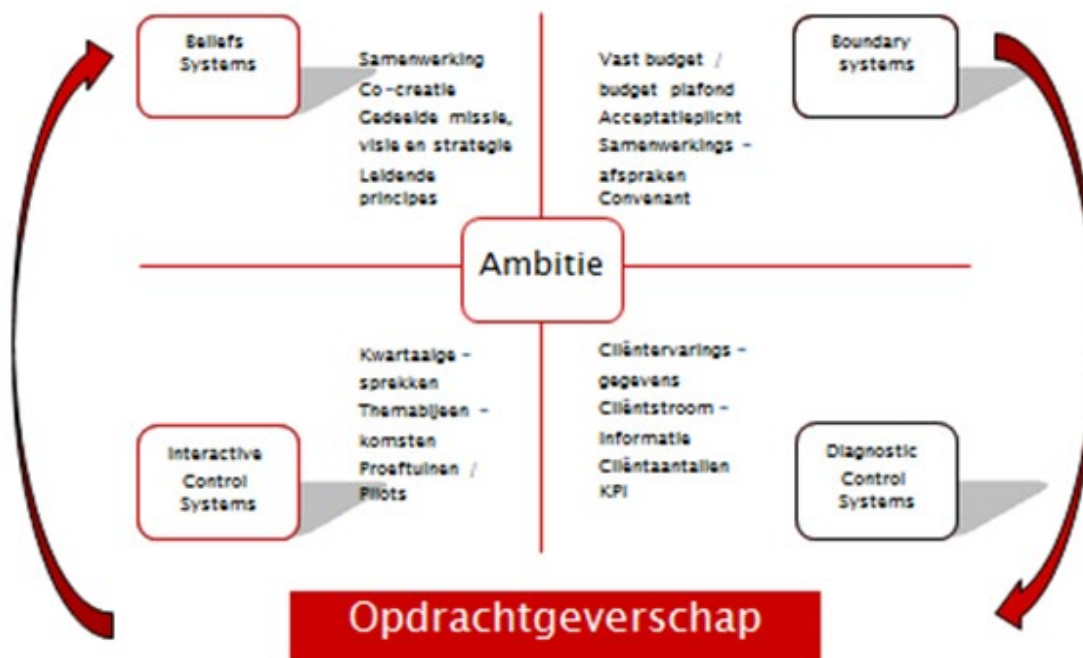 Beliefs
Systems
Samenwerking
Co-creatie
Gedeelde missie,
visie en strategie
Leidende
principes
Vast budget /
budget plafond
Acceptatieplicht
Samenwerkings -
afspraken
Convenant
Boundary
systems
Ambitie
Interactive
Control
Systems
Kwartaalge -
sprekken
Themabijeen -
komsten
Proeftuinen /
Pilots
Cliëntervarings -
gegevens
Cliëntstroom -
Informatie
Cliëntaantallen
KPI
Diagnostic
Control
Systems
Opdrachtgeverschap